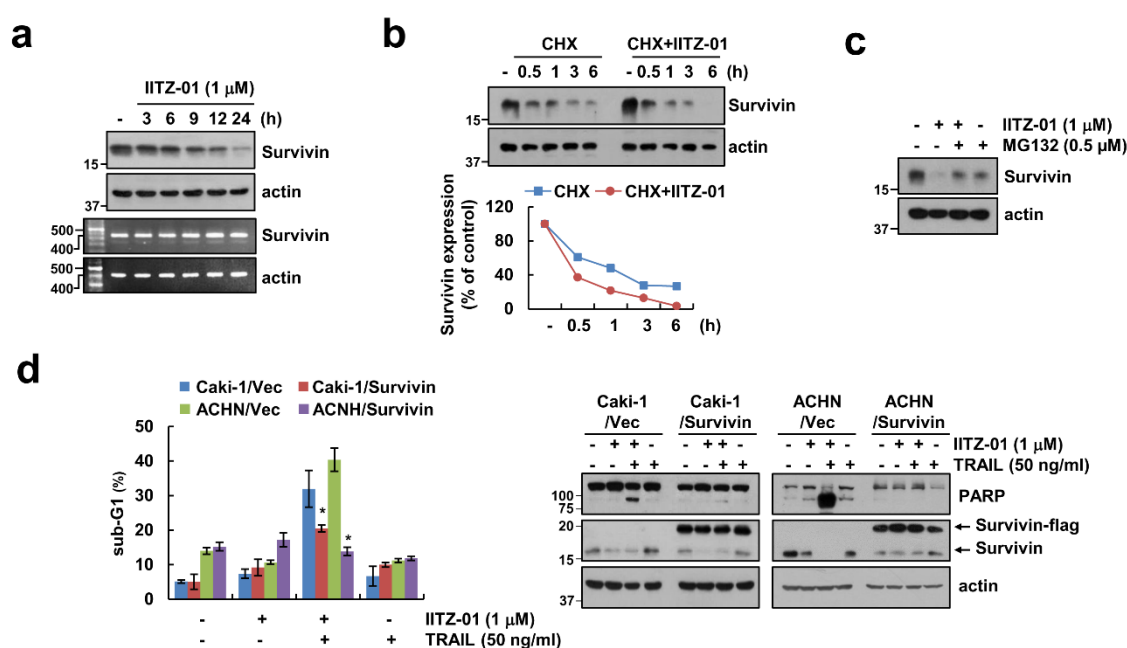 a
IITZ-01 (1 μM)
- 3 6 9 12 24 (h)
Survivin
15
actin
37
500
400
Survivin
500
400
actin
b
CHX CHX+IITZ-01
- 0.5 1 3 6 - 0.5 1 3 6 (h)
Survivin
15
actin
37
CHX CHX+IITZ-01
Survivin expression
(% of control)
120
80
40
0
- 0.5 1 3 6 (h)
c
- + + - IITZ-01 (1 μM)
- - + + MG132 (0.5 μM)
Survivin
15
actin
37
d
Caki-1/Vec Caki-1/Survivin
ACHN/Vec ACNH/Survivin
sub-G1 (%)
50
40
30
20
10
0
*
*
- + + - IITZ-01 (1 μM)
- - + + TRAIL (50 ng/ml)
Caki-1 Caki-1 ACHN ACHN
/Vec /Survivin /Vec /Survivin
- + + - - + + - - + + - - + + - IITZ-01 (1 μM)
- - + + - - + + - - + + - - + + TRAIL (50 ng/ml)
100
75
PARP
20
← Survivin-flag
15
← Survivin
actin
37